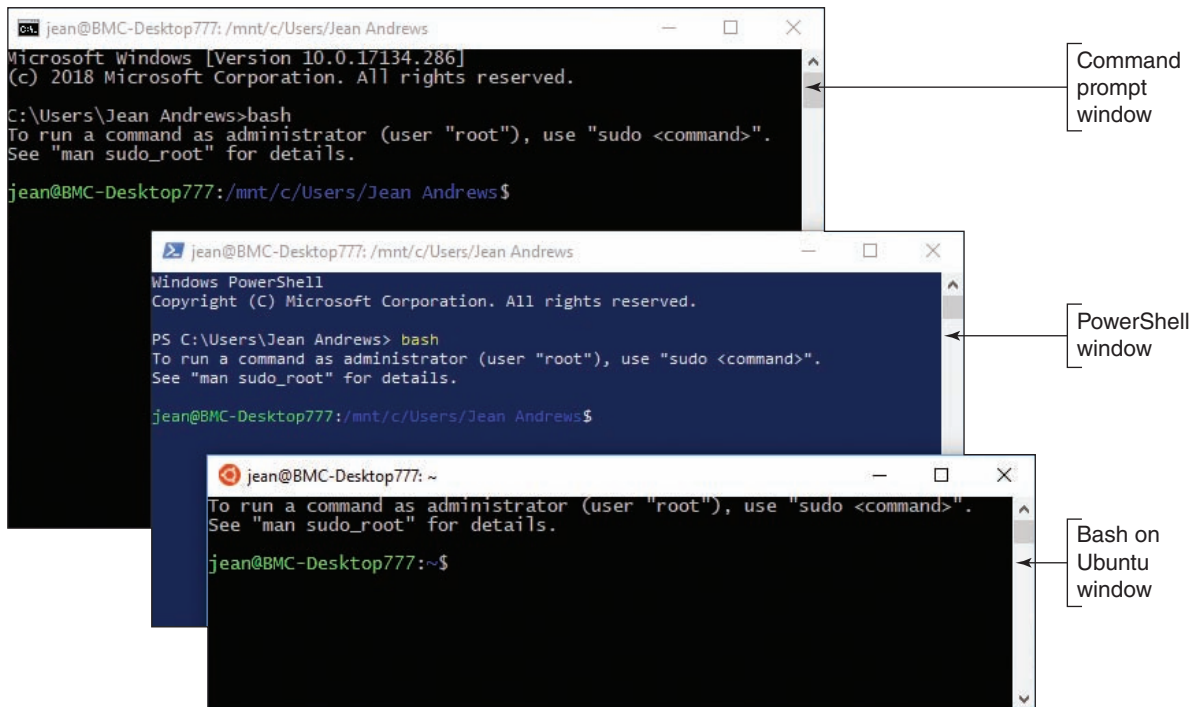 jean@BMC-Desktop777: /mnt/c/Users/Jean Andrews
Microsoft Windows [Version 10.0.17134.286]
(c) 2018 Microsoft Corporation. All rights reserved.
C:\Users\Jean Andrews>bash
To run a command as administrator (user "root"), use "sudo <command>".
See "man sudo_root" for details.
jean@BMC-Desktop777:/mnt/c/Users/Jean Andrews$
Command
prompt
window
jean@BMC-Desktop777: /mnt/c/Users/Jean Andrews
Windows PowerShell
Copyright (C) Microsoft Corporation. All rights reserved.
PS C:\Users\Jean Andrews> bash
To run a command as administrator (user "root"), use "sudo <command>".
See "man sudo_root" for details.
jean@BMC-Desktop777:/mnt/c/Users/Jean Andrews$
PowerShell
window
jean@BMC-Desktop777: ~
To run a command as administrator (user "root"), use "sudo <command>".
See "man sudo_root" for details.
jean@BMC-Desktop777:~$
Bash on
Ubuntu
window